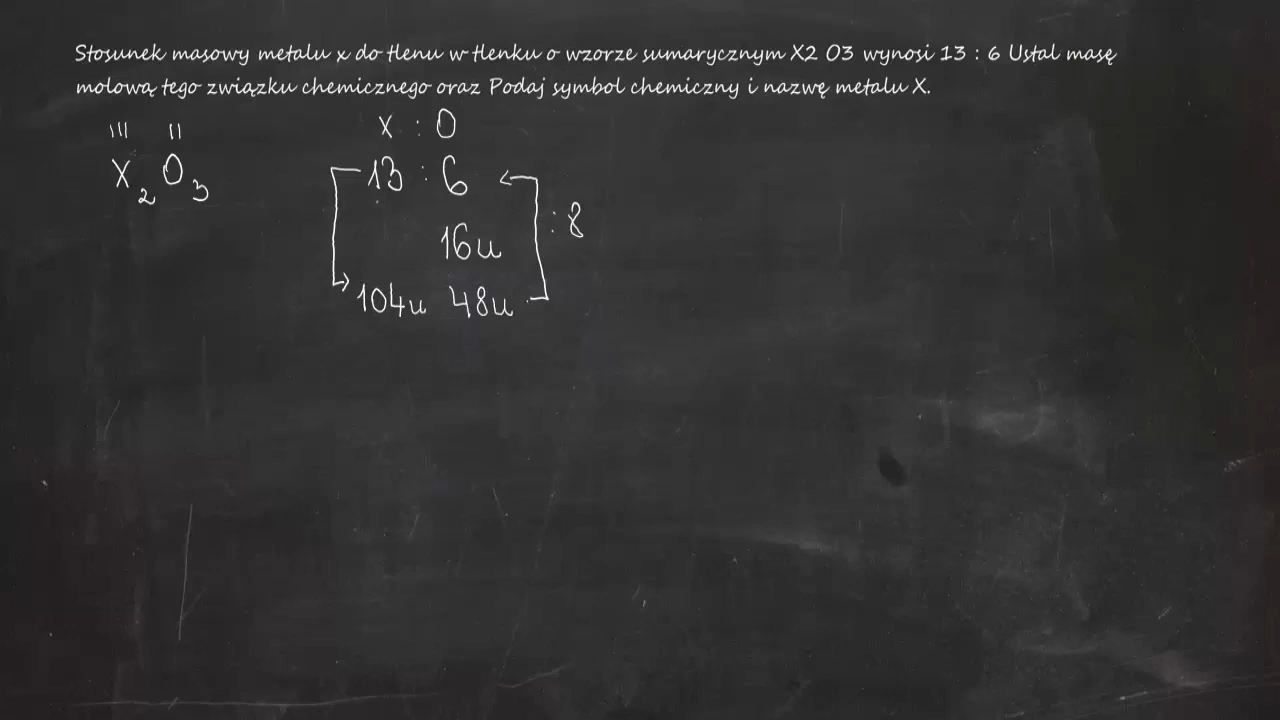 Stosunek masowy metalu x do tlenu w tlenku o wzorze sumarycznym X2 O3 wynosi 13 : 6 Ustal masę
molową tego związku chemicznego oraz Podaj symbol chemiczny i nazwę metalu X.
III II
X : O
X2O3
13 : 6
: 8
16u
104u 48u